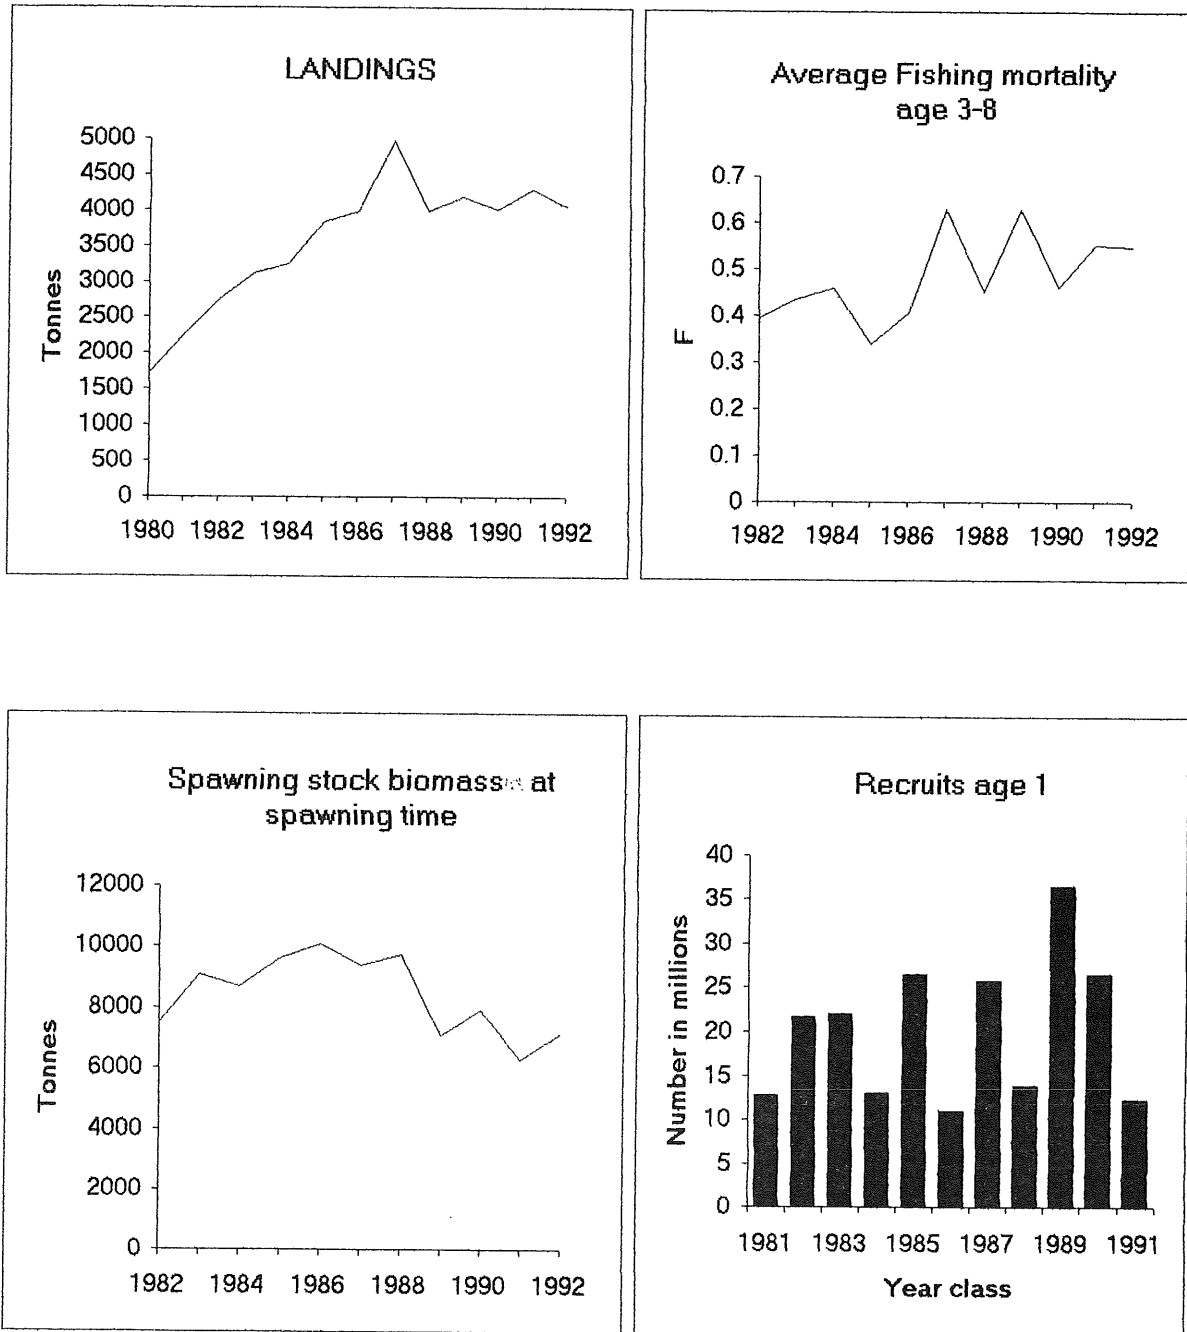 LANDINGS
5000
4500
4000
3500
3000
2500
2000
1500
1000
500
0
Tonnes
1980 1982 1984 1986 1988 1990 1992
Average Fishing mortality
age 3-8
0.7
0.6
0.5
0.4
0.3
0.2
0.1
0
F
1982 1984 1986 1988 1990 1992
Spawning stock biomass at
spawning time
12000
10000
8000
6000
4000
2000
0
Tonnes
1982 1984 1986 1988 1990 1992
Recruits age 1
40
35
30
25
20
15
10
5
0
Number in millions
1981 1983 1985 1987 1989 1991
Year class